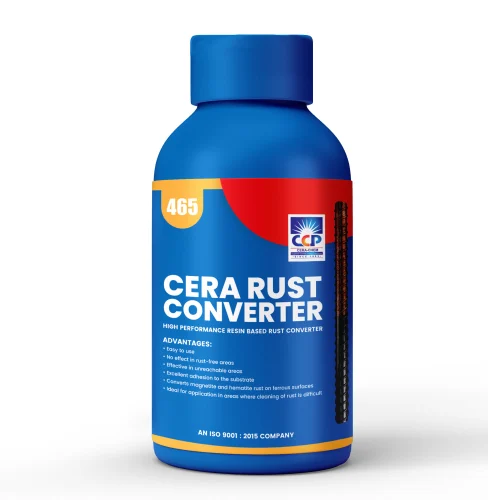 465
CCP
CERA-CHEM
CERA RUST
CONVERTER
HIGH PERFORMANCE RESIN BASED RUST CONVERTER
ADVANTAGES:
• Easy to use
• No effect in rust-free areas
• Effective in unreachable areas
• Excellent adhesion to the substrate
• Converts magnetite and hematite rust on ferrous surfaces
• Ideal for application in areas where cleaning of rust is difficult
AN ISO 9001 : 2015 COMPANY